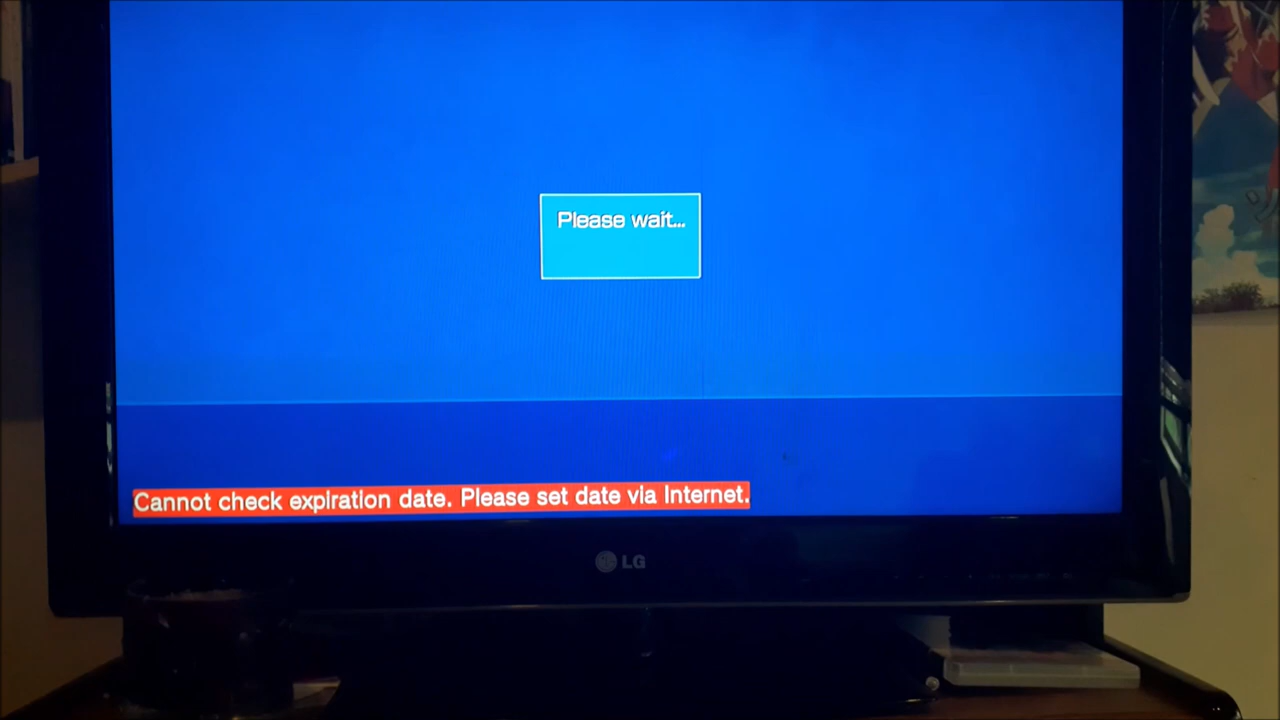 Please wait...
Cannot check expiration date. Please set date via Internet.
LG